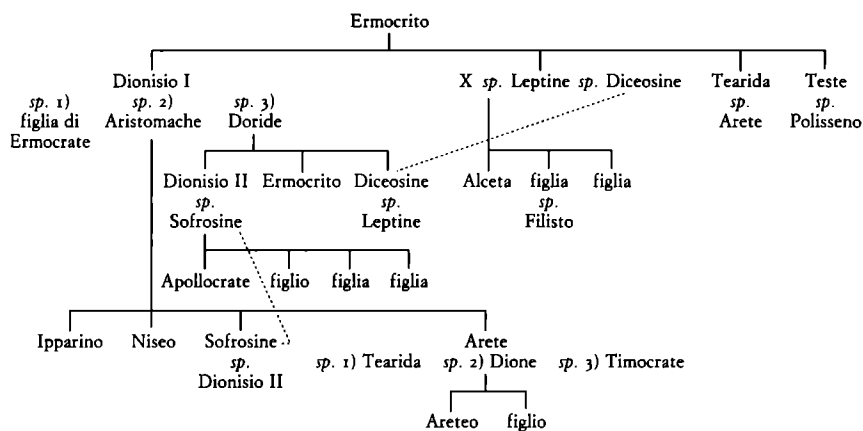 Ermocrito
Dionisio I X sp. Leptine sp. Diceosine Tearida Teste
sp. 1) sp. 2) sp. 3) sp. sp.
figlia di Aristomache Doride Arete Polisseno
Ermocrate
Dionisio II Ermocrito Diceosine Alceta figlia figlia
sp. sp. sp.
Sofrosine Leptine Filisto
Apollocrate figlio figlia figlia
Ipparino Niseo Sofrosine Arete
sp. sp. 1) Tearida sp. 2) Dione sp. 3) Timocrate
Dionisio II
Areteo figlio